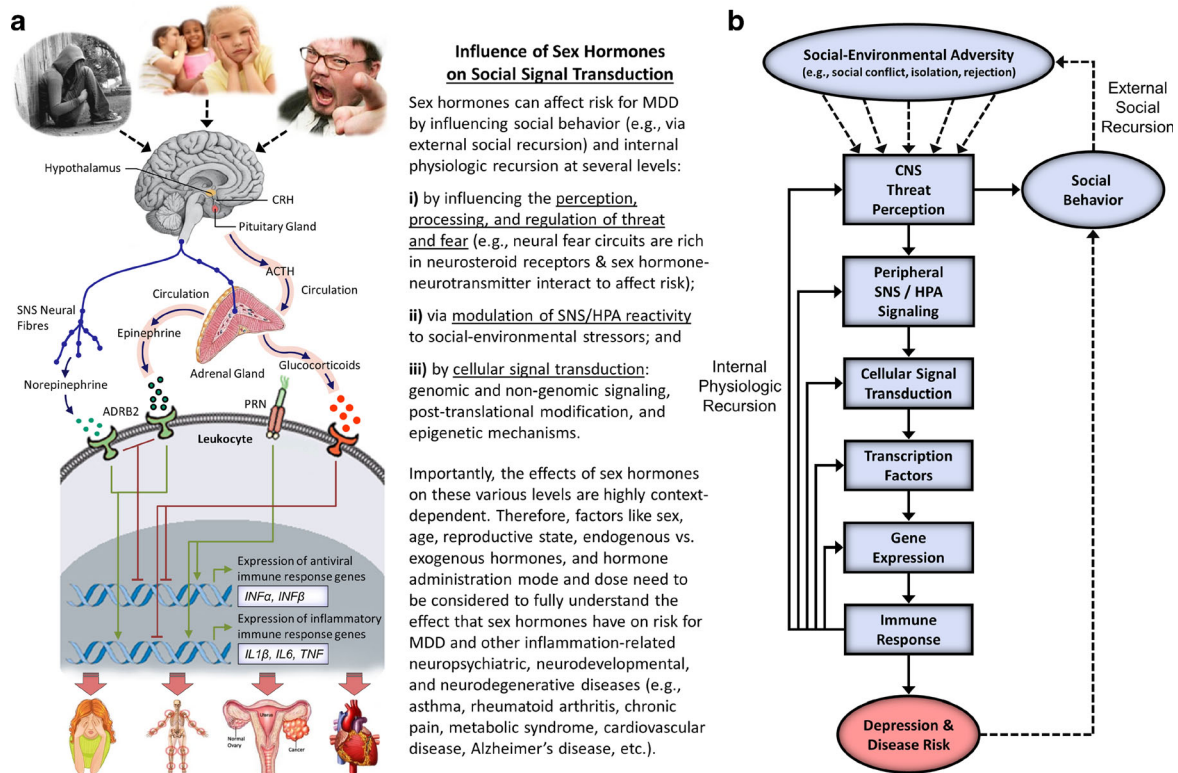 a
Hypothalamus
CRH
Pituitary Gland
ACTH
Circulation
Circulation
SNS Neural
Fibres
Epinephrine
Adrenal Gland
Glucocorticoids
Norepinephrine
ADRB2
PRN
Leukocyte
Expression of antiviral
immune response genes
INFα, INFβ
Expression of inflammatory
immune response genes
IL1β, IL6, TNF
Normal
Ovary
Uterus
Cancer
Influence of Sex Hormones
on Social Signal Transduction
Sex hormones can affect risk for MDD
by influencing social behavior (e.g., via
external social recursion) and internal
physiologic recursion at several levels:
i) by influencing the perception,
processing, and regulation of threat
and fear (e.g., neural fear circuits are rich
in neurosteroid receptors & sex hormone-
neurotransmitter interact to affect risk);
ii) via modulation of SNS/HPA reactivity
to social-environmental stressors; and
iii) by cellular signal transduction:
genomic and non-genomic signaling,
post-translational modification, and
epigenetic mechanisms.
Importantly, the effects of sex hormones
on these various levels are highly context-
dependent. Therefore, factors like sex,
age, reproductive state, endogenous vs.
exogenous hormones, and hormone
administration mode and dose need to
be considered to fully understand the
effect that sex hormones have on risk for
MDD and other inflammation-related
neuropsychiatric, neurodevelopmental,
and neurodegenerative diseases (e.g.,
asthma, rheumatoid arthritis, chronic
pain, metabolic syndrome, cardiovascular
disease, Alzheimer's disease, etc.).
b
Social-Environmental Adversity
(e.g., social conflict, isolation, rejection)
External
Social
Recursion
CNS
Threat
Perception
Social
Behavior
Peripheral
SNS / HPA
Signaling
Internal
Physiologic
Recursion
Cellular Signal
Transduction
Transcription
Factors
Gene
Expression
Immune
Response
Depression &
Disease Risk